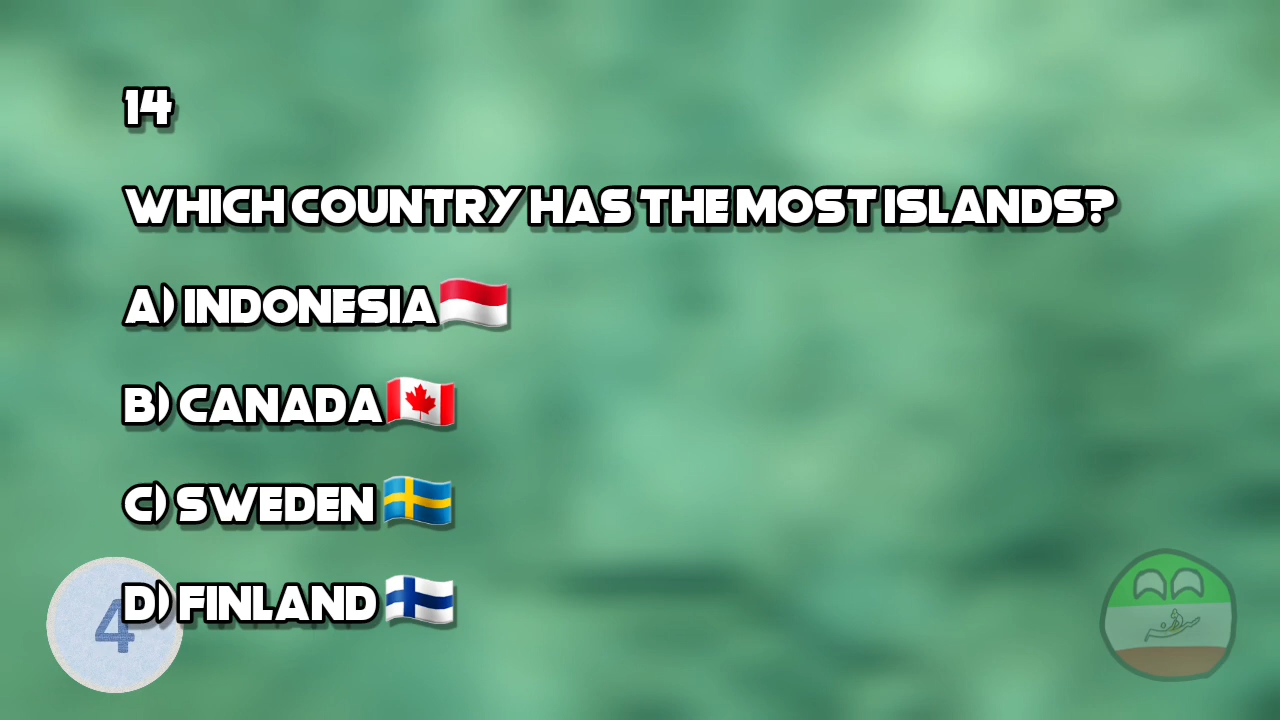 14
WHICH COUNTRY HAS THE MOST ISLANDS?
A) INDONESIA
B) CANADA
C) SWEDEN
D) FINLAND
4